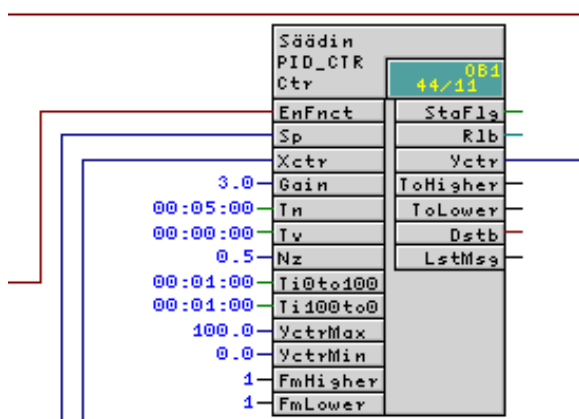 Säädin
PID_CTR
Ctr
OB1
44/11
EnFnct StaFlg
Sp Rlb
Xctr Yctr
3.0 Gain ToHigher
00:05:00 Tn ToLower
00:00:00 Tv Dstb
0.5 Nz LstMsg
00:01:00 Ti0to100
00:01:00 Ti100to0
100.0 YctrMax
0.0 YctrMin
1 FmHigher
1 FmLower